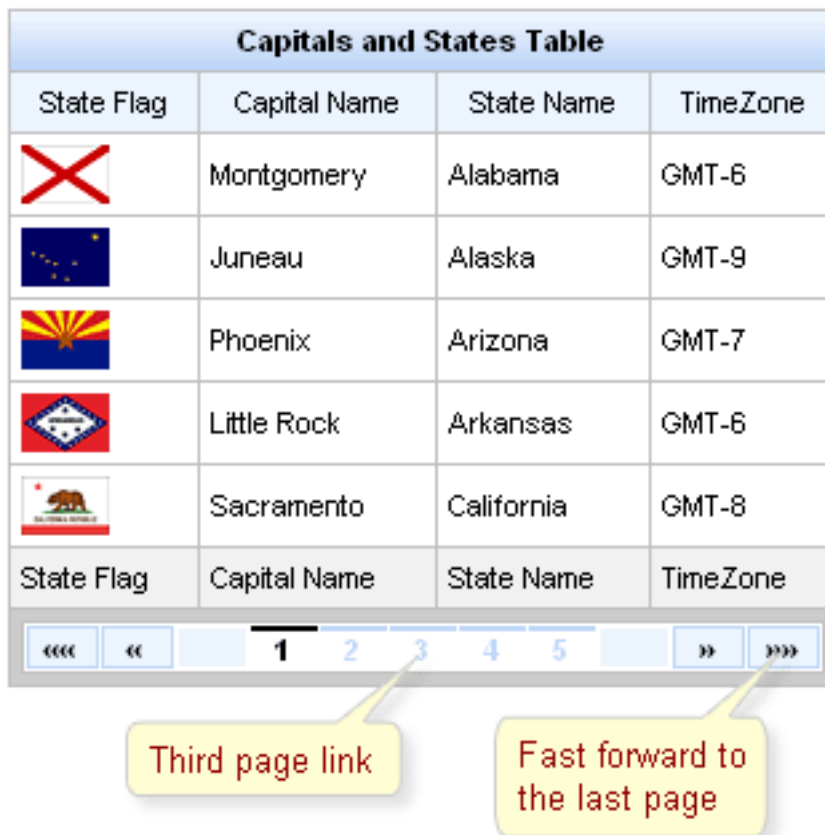 Capitals and States Table
State Flag Capital Name State Name TimeZone
Montgomery Alabama GMT-6
Juneau Alaska GMT-9
Phoenix Arizona GMT-7
Little Rock Arkansas GMT-6
Sacramento California GMT-8
State Flag Capital Name State Name TimeZone
«« « 1 2 3 4 5 » »»
Third page link
Fast forward to
the last page